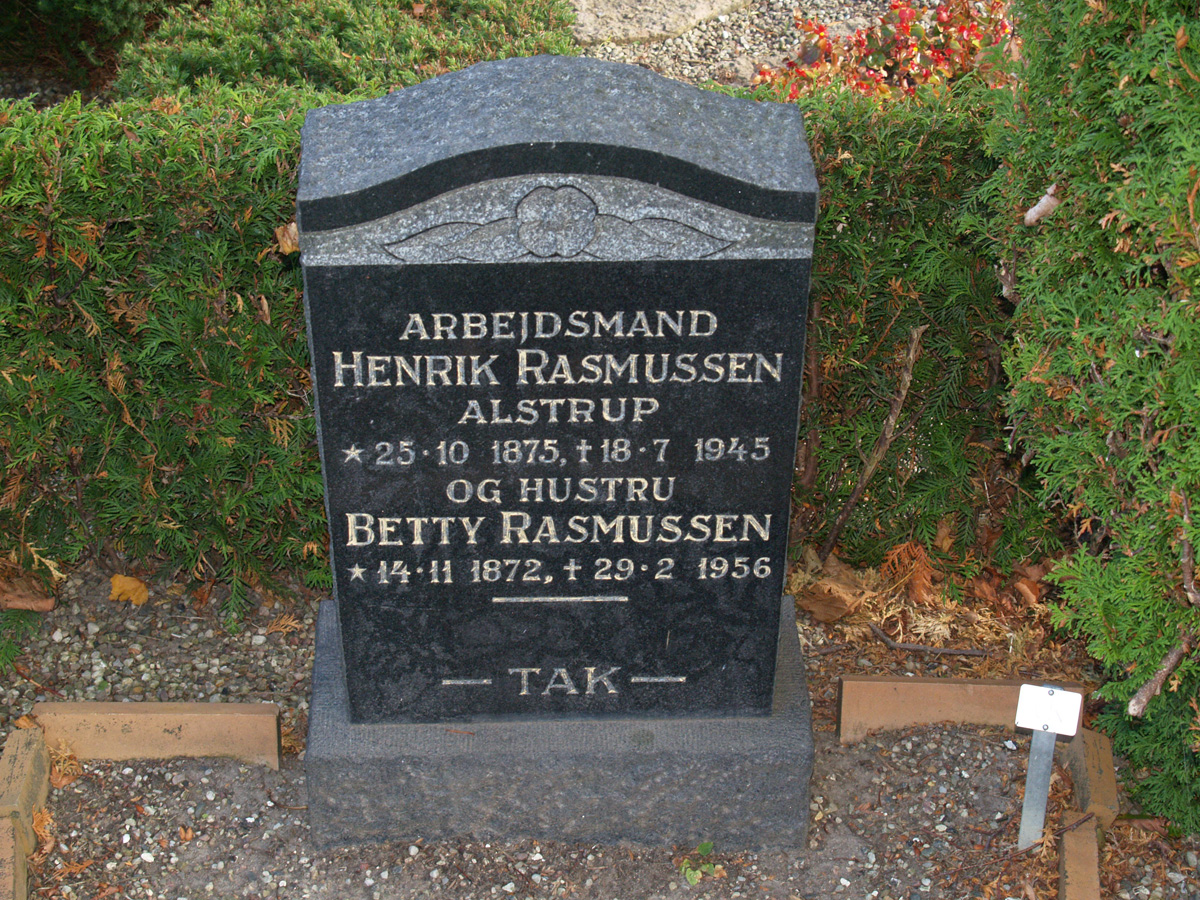 ARBEJDSMAND
HENRIK RASMUSSEN
ALSTRUP
★ 25·10 1875, † 18·7 1945
OG HUSTRU
BETTY RASMUSSEN
★ 14·11 1872, † 29·2 1956
— TAK —